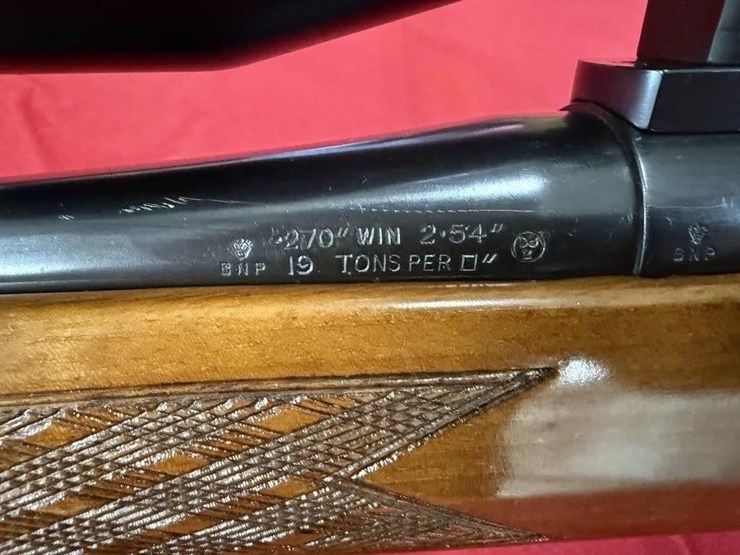 .270" WIN 2·54"
BNP 19 TONS PER □"
BNP